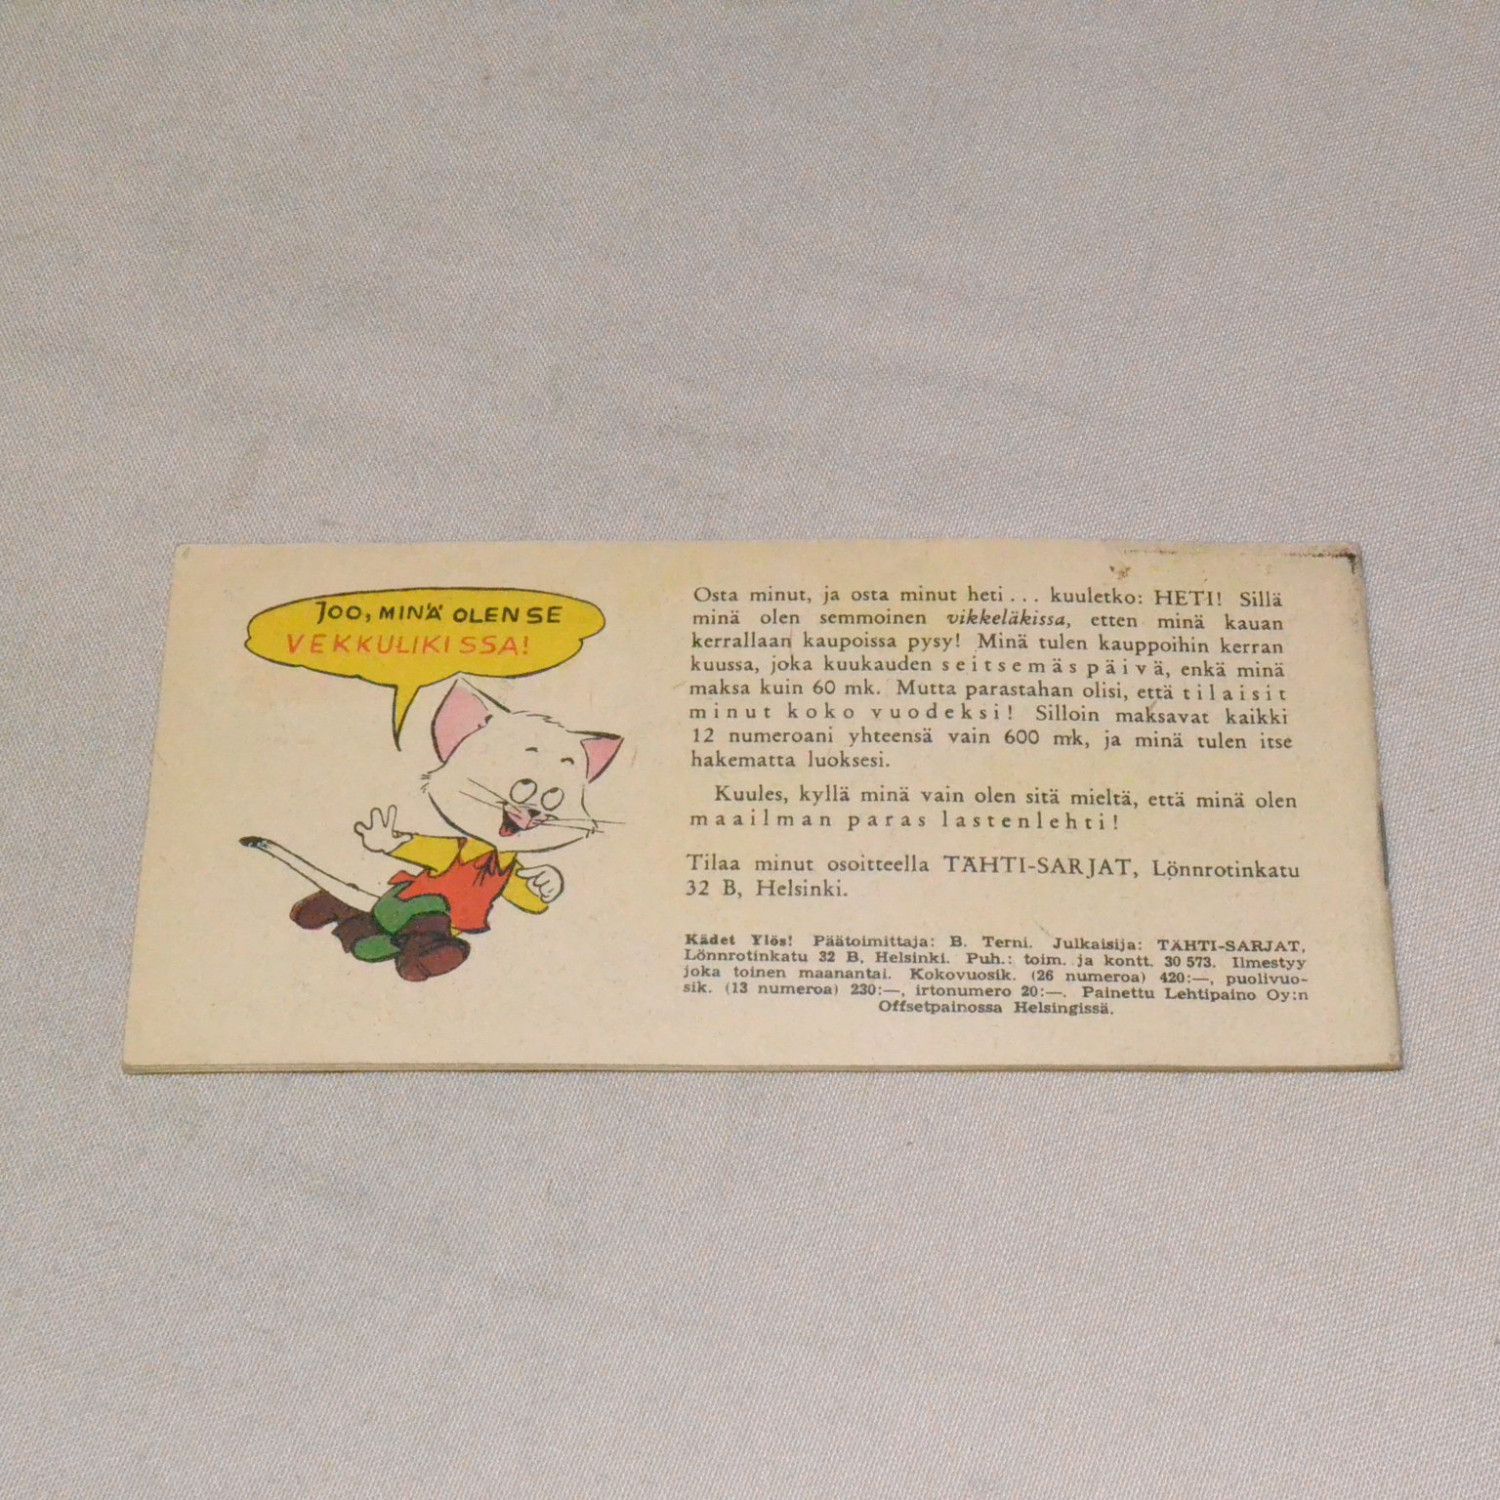 JOO, MINÄ OLEN SE
VEKKULIKISSA!
Osta minut, ja osta minut heti... kuuletko: HETI! Sillä
minä olen semmoinen vikkeläkissa, etten minä kauan
kerrallaan kaupoissa pysy! Minä tulen kauppoihin kerran
kuussa, joka kuukauden seitsemäs päivä, enkä minä
maksa kuin 60 mk. Mutta parastahan olisi, että tilaisit
minut koko vuodeksi! Silloin maksavat kaikki
12 numeroani yhteensä vain 600 mk, ja minä tulen itse
hakematta luoksesi.
Kuules, kyllä minä vain olen sitä mieltä, että minä olen
maailman paras lastenlehti!
Tilaa minut osoitteella TÄHTI-SARJAT, Lönnrotinkatu
32 B, Helsinki.
Kädet Ylös! Päätoimittaja: B. Terni. Julkaisija: TÄHTI-SARJAT,
Lönnrotinkatu 32 B, Helsinki. Puh.: toim. ja kontt. 30 573. Ilmestyy
joka toinen maanantai. Kokovuosik. (26 numeroa) 420:—, puolivuo-
sik. (13 numeroa) 230:—, irtonumero 20:—. Painettu Lehtipaino Oy:n
Offsetpainossa Helsingissä.